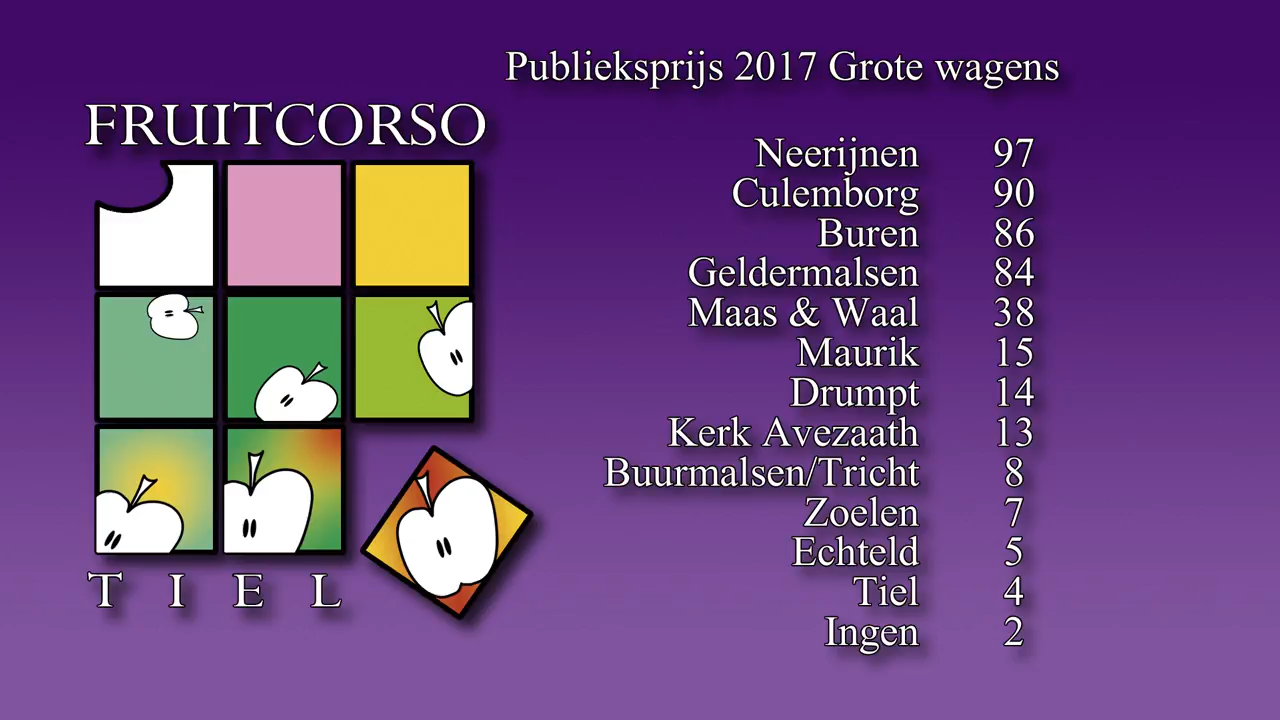 Publieksprijs 2017 Grote wagens
FRUITCORSO
Neerijnen 97
Culemborg 90
Buren 86
Geldermalsen 84
Maas & Waal 38
Maurik 15
Drumpt 14
Kerk Avezaath 13
Buurmalsen/Tricht 8
Zoelen 7
Echteld 5
Tiel 4
Ingen 2
T I E L